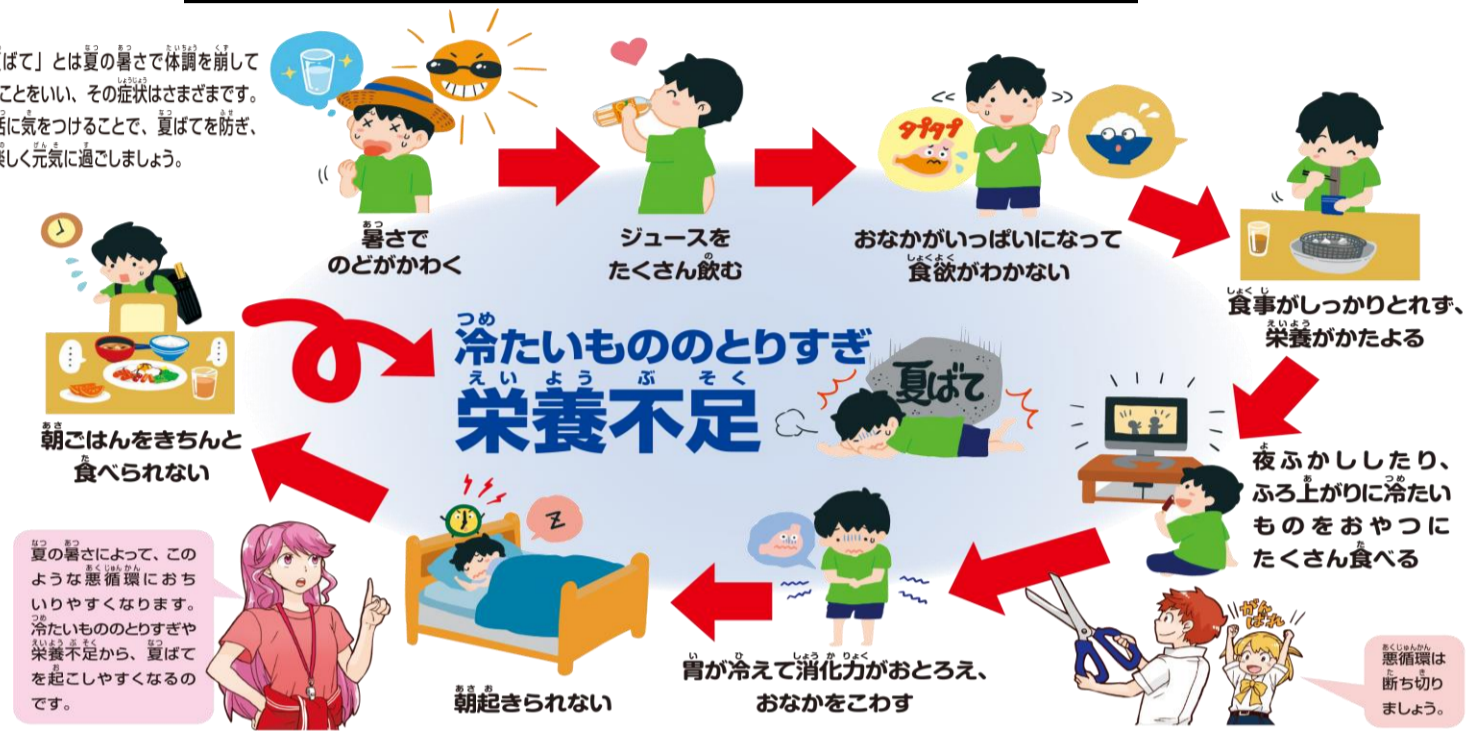 ばて」とは夏の暑さで体調を崩して
ことをいい、その症状はさまざまです。
に気をつけることで、夏ばてを防ぎ、
しく元気に過ごしましょう。
暑さで
のどがかわく
ジュースを
たくさん飲む
タプタプ
おなかがいっぱいになって
食欲がわかない
食事がしっかりとれず、
栄養がかたよる
夜ふかししたり、
ふろ上がりに冷たい
ものをおやつに
たくさん食べる
胃が冷えて消化力がおとろえ、
おなかをこわす
Z
朝起きられない
朝ごはんをきちんと
食べられない
冷たいもののとりすぎ
栄養不足
夏ばて
夏の暑さによって、この
ような悪循環におち
いりやすくなります。
冷たいもののとりすぎや
栄養不足から、夏ばて
を起こしやすくなるの
です。
がんばれー
悪循環は
断ち切り
ましょう。